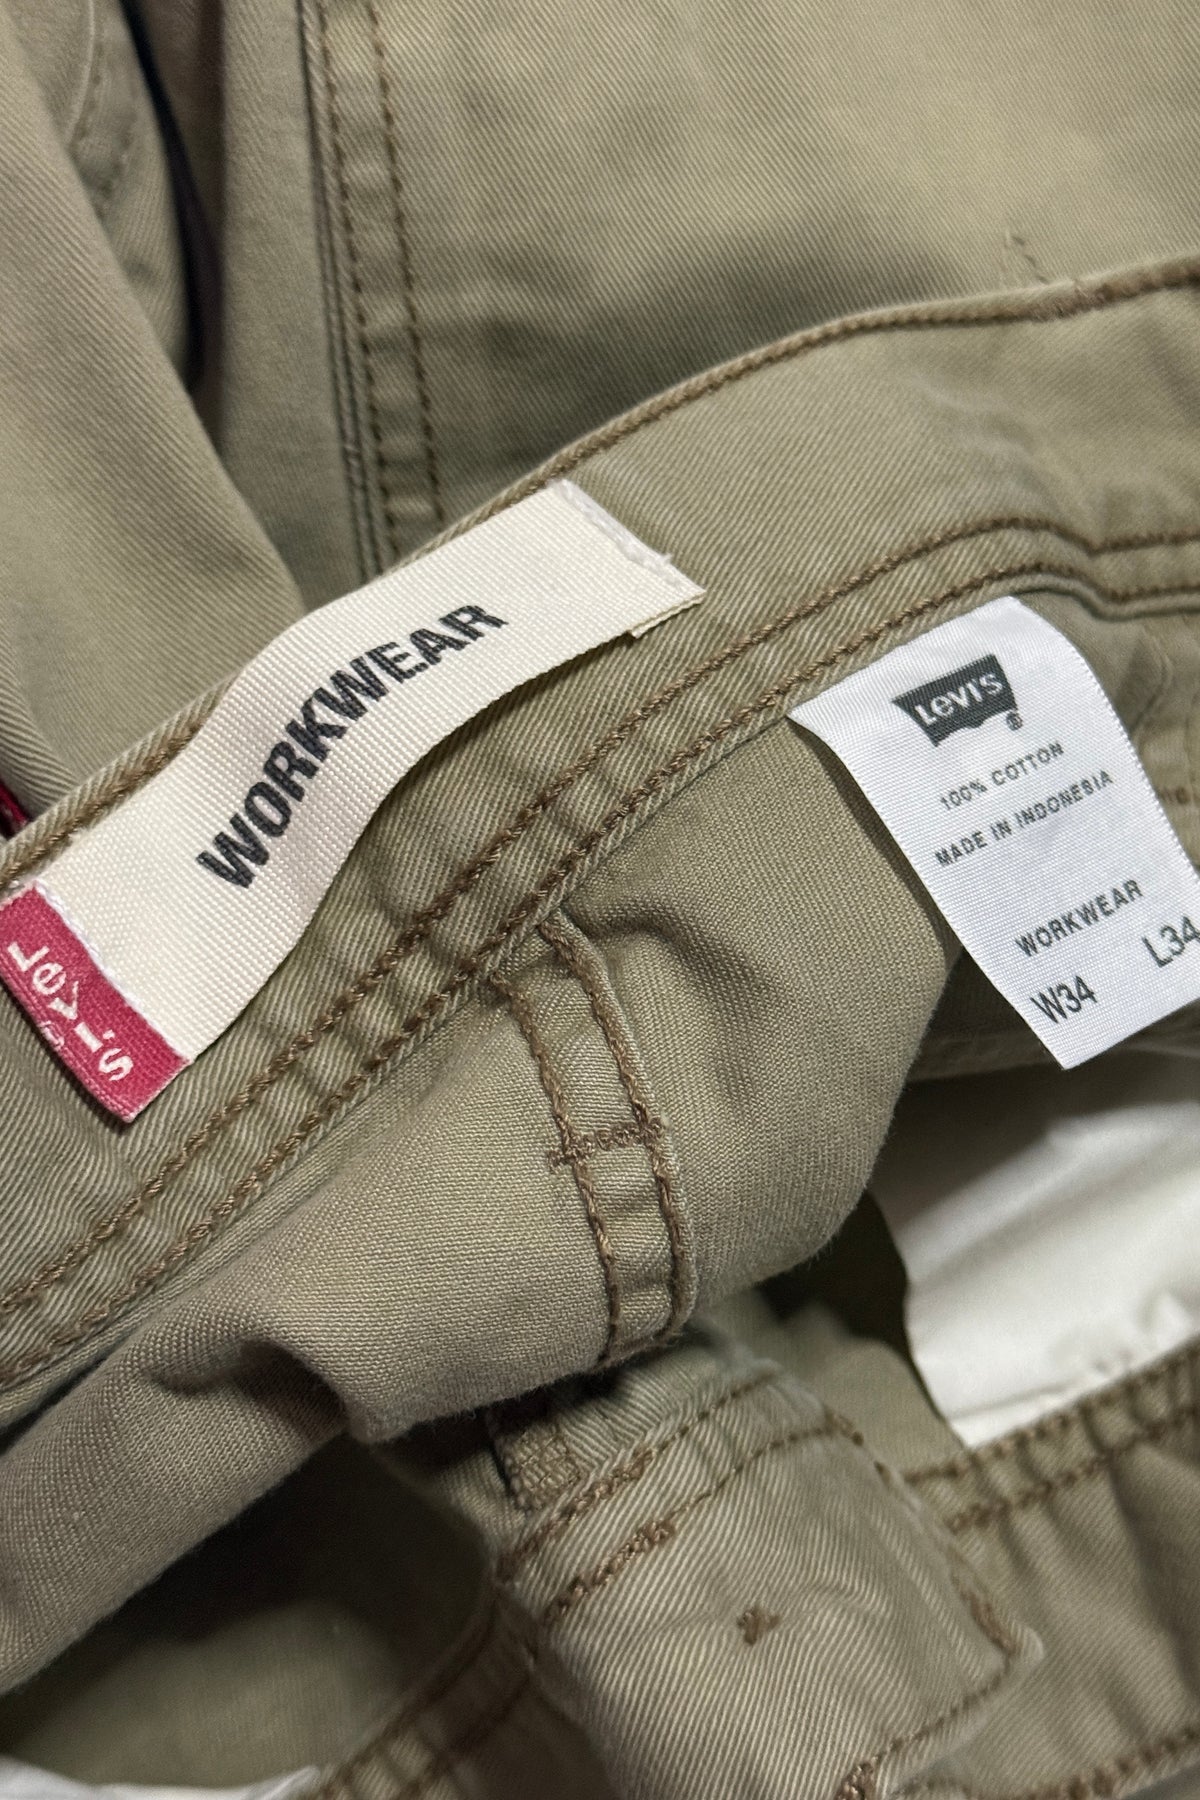 WORKWEAR
Levi's
Levi's®
100% COTTON
MADE IN INDONESIA
WORKWEAR
W34 L34